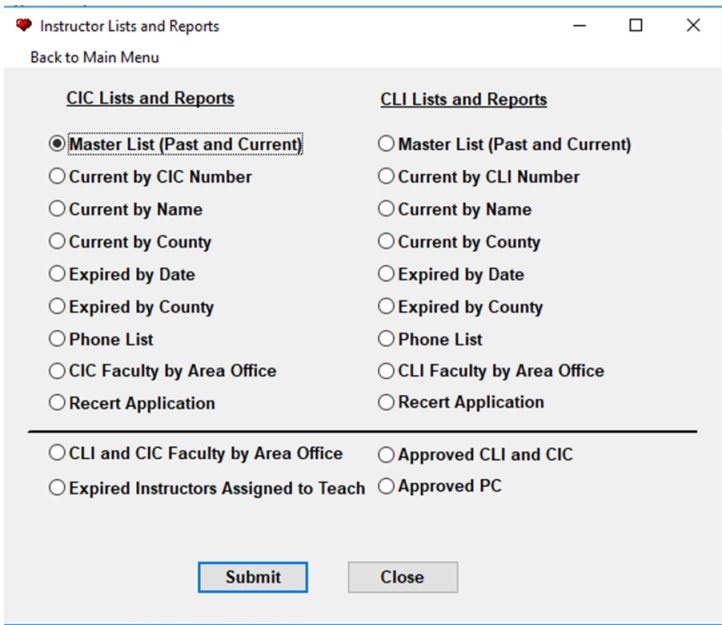 Instructor Lists and Reports
Back to Main Menu
CIC Lists and Reports
Master List (Past and Current)
Current by CIC Number
Current by Name
Current by County
Expired by Date
Expired by County
Phone List
CIC Faculty by Area Office
Recert Application
CLI Lists and Reports
Master List (Past and Current)
Current by CLI Number
Current by Name
Current by County
Expired by Date
Expired by County
Phone List
CLI Faculty by Area Office
Recert Application
CLI and CIC Faculty by Area Office
Expired Instructors Assigned to Teach
Approved CLI and CIC
Approved PC
Submit
Close